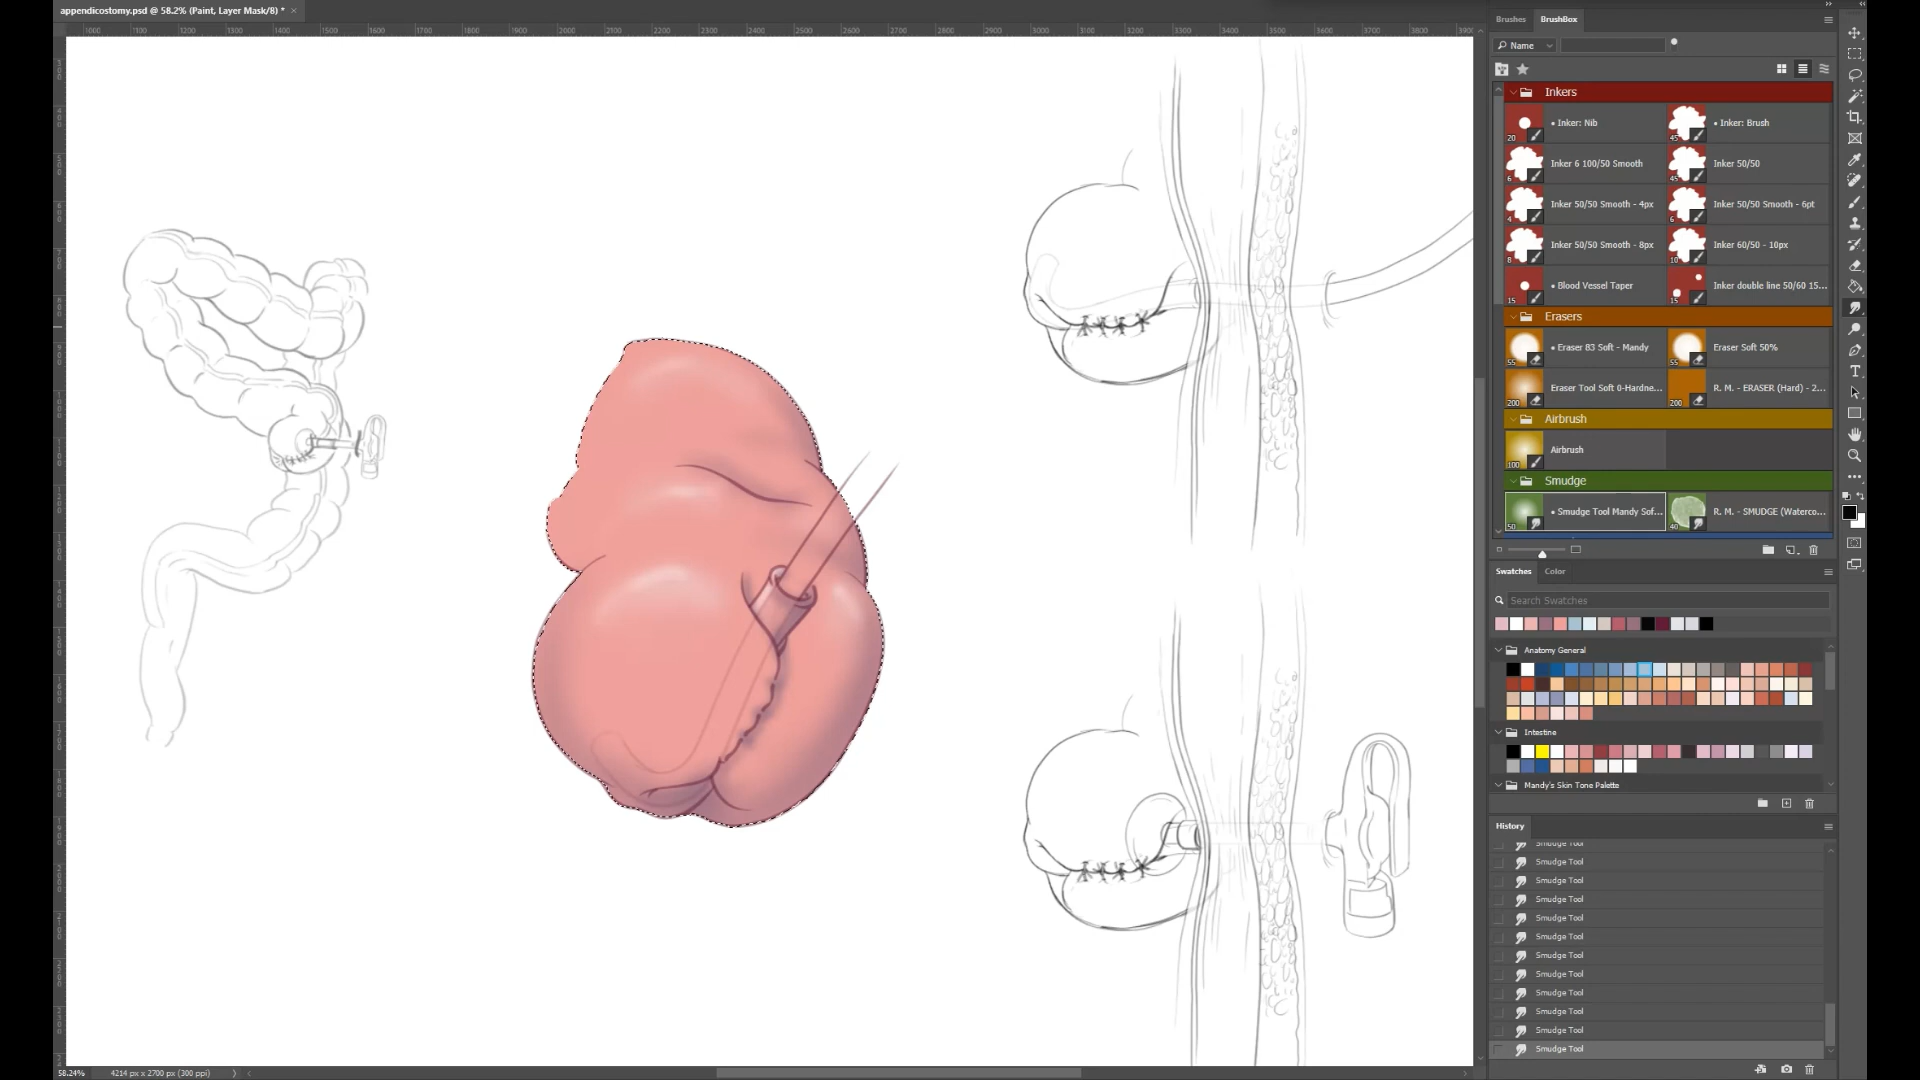 appendicostomy.psd @ 58.2% (Paint, Layer Mask/8) *
Brushes
BrushBox
Name
Inkers
• Inker: Nib
• Inker: Brush
Inker 6 100/50 Smooth
Inker 50/50
Inker 50/50 Smooth - 4px
Inker 50/50 Smooth - 6pt
Inker 50/50 Smooth - 8px
Inker 60/50 - 10px
• Blood Vessel Taper
Inker double line 50/60 15...
Erasers
• Eraser 83 Soft - Mandy
Eraser Soft 50%
Eraser Tool Soft 0-Hardne...
R. M. - ERASER (Hard) - 2...
Airbrush
Airbrush
Smudge
• Smudge Tool Mandy Sof...
R. M. - SMUDGE (Waterco...
Swatches
Color
Search Swatches
Anatomy General
Intestine
Mandy's Skin Tone Palette
History
Smudge Tool
Smudge Tool
Smudge Tool
Smudge Tool
Smudge Tool
Smudge Tool
Smudge Tool
Smudge Tool
Smudge Tool
Smudge Tool
Smudge Tool
Smudge Tool
58.24%
4214 px x 2700 px (300 ppi)